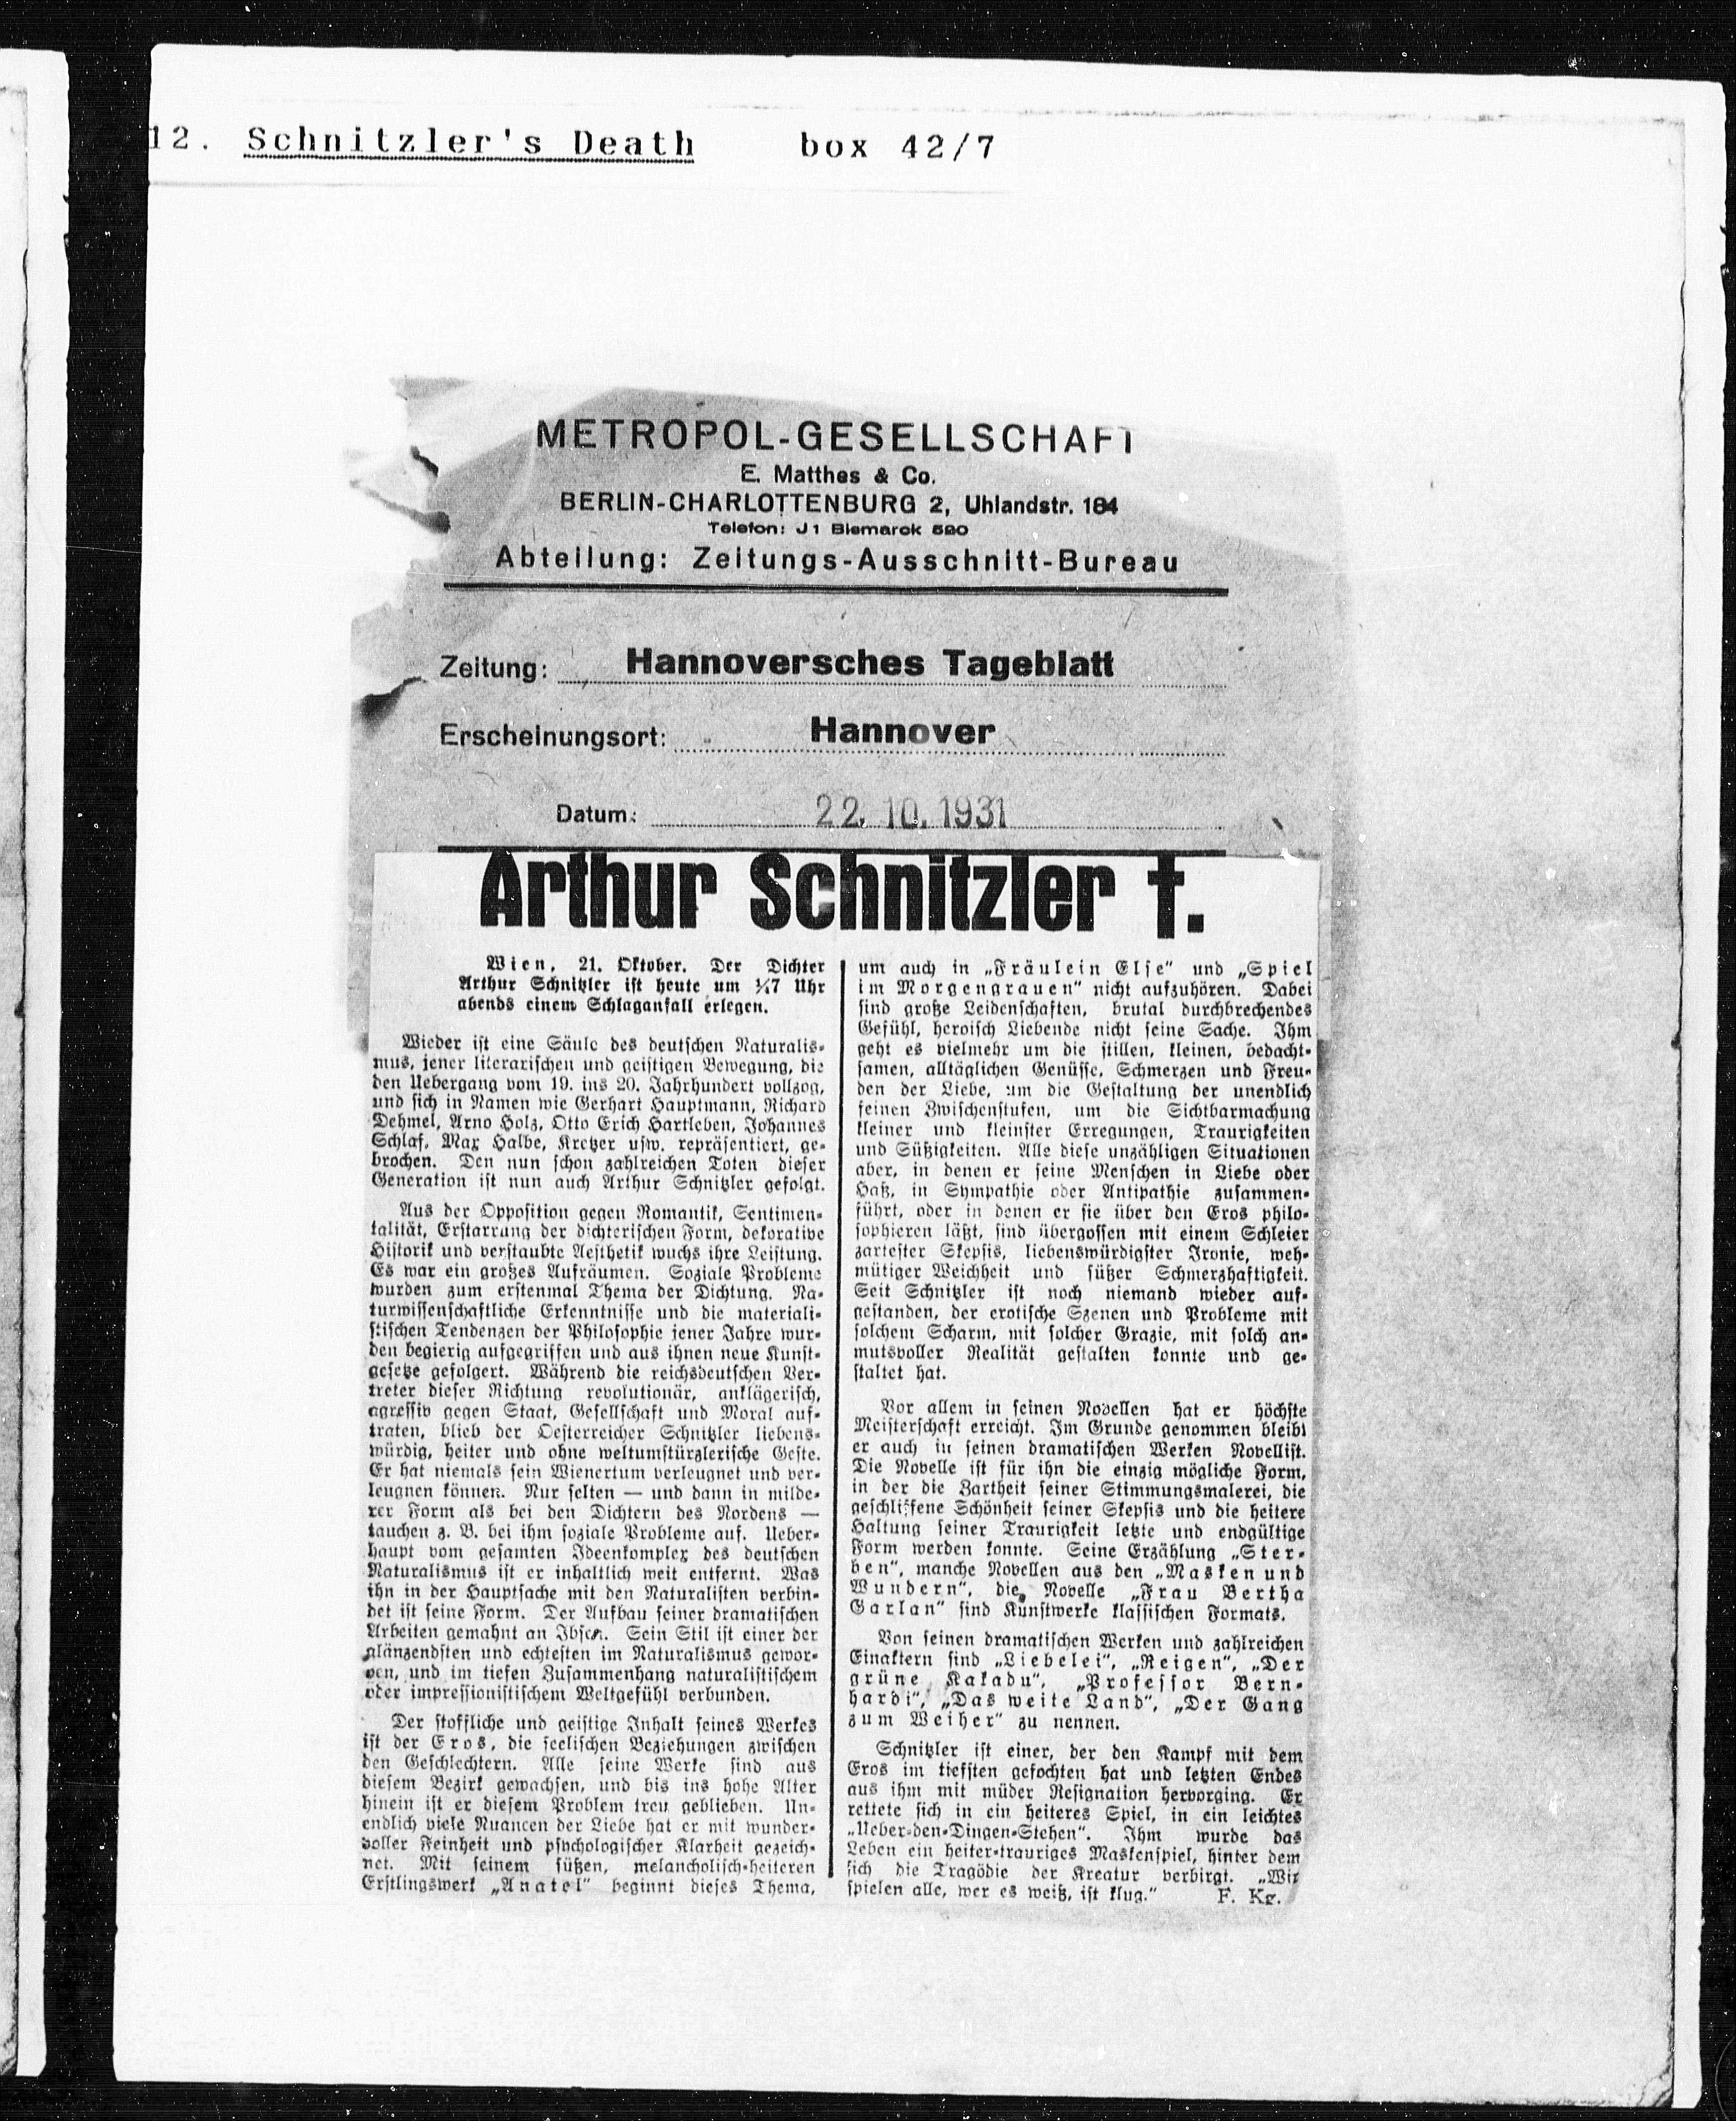 12. Schnitzler's Death box 42/7
METROPOL-GESELLSCHAFT
E. Matthes & Co.
BERLIN-CHARLOTTENBURG 2, Uhlandstr. 184
Telefon: J1 Bismarck 590
Abteilung: Zeitungs-Ausschnitt-Bureau
Zeitung: Hannoversches Tageblatt
Erscheinungsort: Hannover
Datum: 22. 10. 1931
Arthur Schnitzler †.
Wien, 21. Oktober. Der Dichter
Arthur Schnitzler ist heute um ½7 Uhr
abends einem Schlaganfall erlegen.
Wieder ist eine Säule des deutschen Naturalis-
mus, jener literarischen und geistigen Bewegung, die
den Uebergang vom 19. ins 20. Jahrhundert vollzog,
und sich in Namen wie Gerhart Hauptmann, Richard
Dehmel, Arno Holz, Otto Erich Hartleben, Johannes
Schlaf, Max Halbe, Kretzer usw. repräsentiert, ge-
brochen. Den nun schon zahlreichen Toten dieser
Generation ist nun auch Arthur Schnitzler gefolgt.
Aus der Opposition gegen Romantik, Sentimen-
talität, Erstarrung der dichterischen Form, dekorative
Historik und verstaubte Aesthetik wuchs ihre Leistung.
Es war ein großes Aufräumen. Soziale Probleme
wurden zum erstenmal Thema der Dichtung. Na-
turwissenschaftliche Erkenntnisse und die materiali-
stischen Tendenzen der Philosophie jener Jahre wur-
den begierig aufgegriffen und aus ihnen neue Kunst-
gesetze gefolgert. Während die reichsdeutschen Ver-
treter dieser Richtung revolutionär, anklägerisch,
agressiv gegen Staat, Gesellschaft und Moral auf-
traten, blieb der Oesterreicher Schnitzler liebens-
würdig, heiter und ohne weltumstürzlerische Geste.
Er hat niemals sein Wienertum verleugnet und ver-
leugnen können. Nur selten — und dann in milde-
rer Form als bei den Dichtern des Nordens —
tauchen z. B. bei ihm soziale Probleme auf. Ueber-
haupt vom gesamten Ideenkomplex des deutschen
Naturalismus ist er inhaltlich weit entfernt. Was
ihn in der Hauptsache mit den Naturalisten verbin-
det ist seine Form. Der Aufbau seiner dramatischen
Arbeiten gemahnt an Ibsen. Sein Stil ist einer der
glänzendsten und echtesten im Naturalismus gewor-
den, und im tiefen Zusammenhang naturalistischem
oder impressionistischem Weltgefühl verbunden.
Der stoffliche und geistige Inhalt seines Werkes
ist der Eros, die seelischen Beziehungen zwischen
den Geschlechtern. Alle seine Werke sind aus
diesem Bezirk gewachsen, und bis ins hohe Alter
hinein ist er diesem Problem treu geblieben. Un-
endlich viele Nuancen der Liebe hat er mit wunder-
voller Feinheit und psychologischer Klarheit gezeich-
net. Mit seinem süßen, melancholisch-heiteren
Erstlingswerk „Anatol" beginnt dieses Thema,
um auch in „Fräulein Else" und „Spiel
im Morgengrauen" nicht aufzuhören. Dabei
sind große Leidenschaften, brutal durchbrechendes
Gefühl, heroisch Liebende nicht seine Sache. Ihm
geht es vielmehr um die stillen, kleinen, bedacht-
samen, alltäglichen Genüsse, Schmerzen und Freu-
den der Liebe, um die Gestaltung der unendlich
feinen Zwischenstufen, um die Sichtbarmachung
kleiner und kleinster Erregungen, Traurigkeiten
und Süßigkeiten. Alle diese unzähligen Situationen
aber, in denen er seine Menschen in Liebe oder
Haß, in Sympathie oder Antipathie zusammen-
führt, oder in denen er sie über den Eros philo-
sophieren läßt, sind übergossen mit einem Schleier
zartester Skepsis, liebenswürdigster Ironie, weh-
mütiger Weichheit und süßer Schmerzhaftigkeit.
Seit Schnitzler ist noch niemand wieder auf-
gestanden, der erotische Szenen und Probleme mit
solchem Scharm, mit solcher Grazie, mit solch an-
mutsvoller Realität gestalten konnte und ge-
staltet hat.
Vor allem in seinen Novellen hat er höchste
Meisterschaft erreicht. Im Grunde genommen bleibt
er auch in seinen dramatischen Werken Novellist.
Die Novelle ist für ihn die einzig mögliche Form,
in der die Zartheit seiner Stimmungsmalerei, die
geschliffene Schönheit seiner Skepsis und die heitere
Haltung seiner Traurigkeit letzte und endgültige
Form werden konnte. Seine Erzählung „Ster-
ben", manche Novellen aus den „Masken und
Wundern", die Novelle „Frau Bertha
Garlan" sind Kunstwerke klassischen Formats.
Von seinen dramatischen Werken und zahlreichen
Einaktern sind „Liebelei", „Reigen", „Der
grüne Kakadu", „Professor Bern-
hardi", „Das weite Land", „Der Gang
zum Weiher" zu nennen.
Schnitzler ist einer, der den Kampf mit dem
Eros im tiefsten gefochten hat und letzten Endes
aus ihm mit müder Resignation hervorging. Er
rettete sich in ein heiteres Spiel, in ein leichtes
„Ueber-den-Dingen-Stehen". Ihm wurde das
Leben ein heiter-trauriges Maskenspiel, hinter dem
sich die Tragödie der Kreatur verbirgt. „Wir
spielen alle, wer es weiß, ist klug." F. Kg.